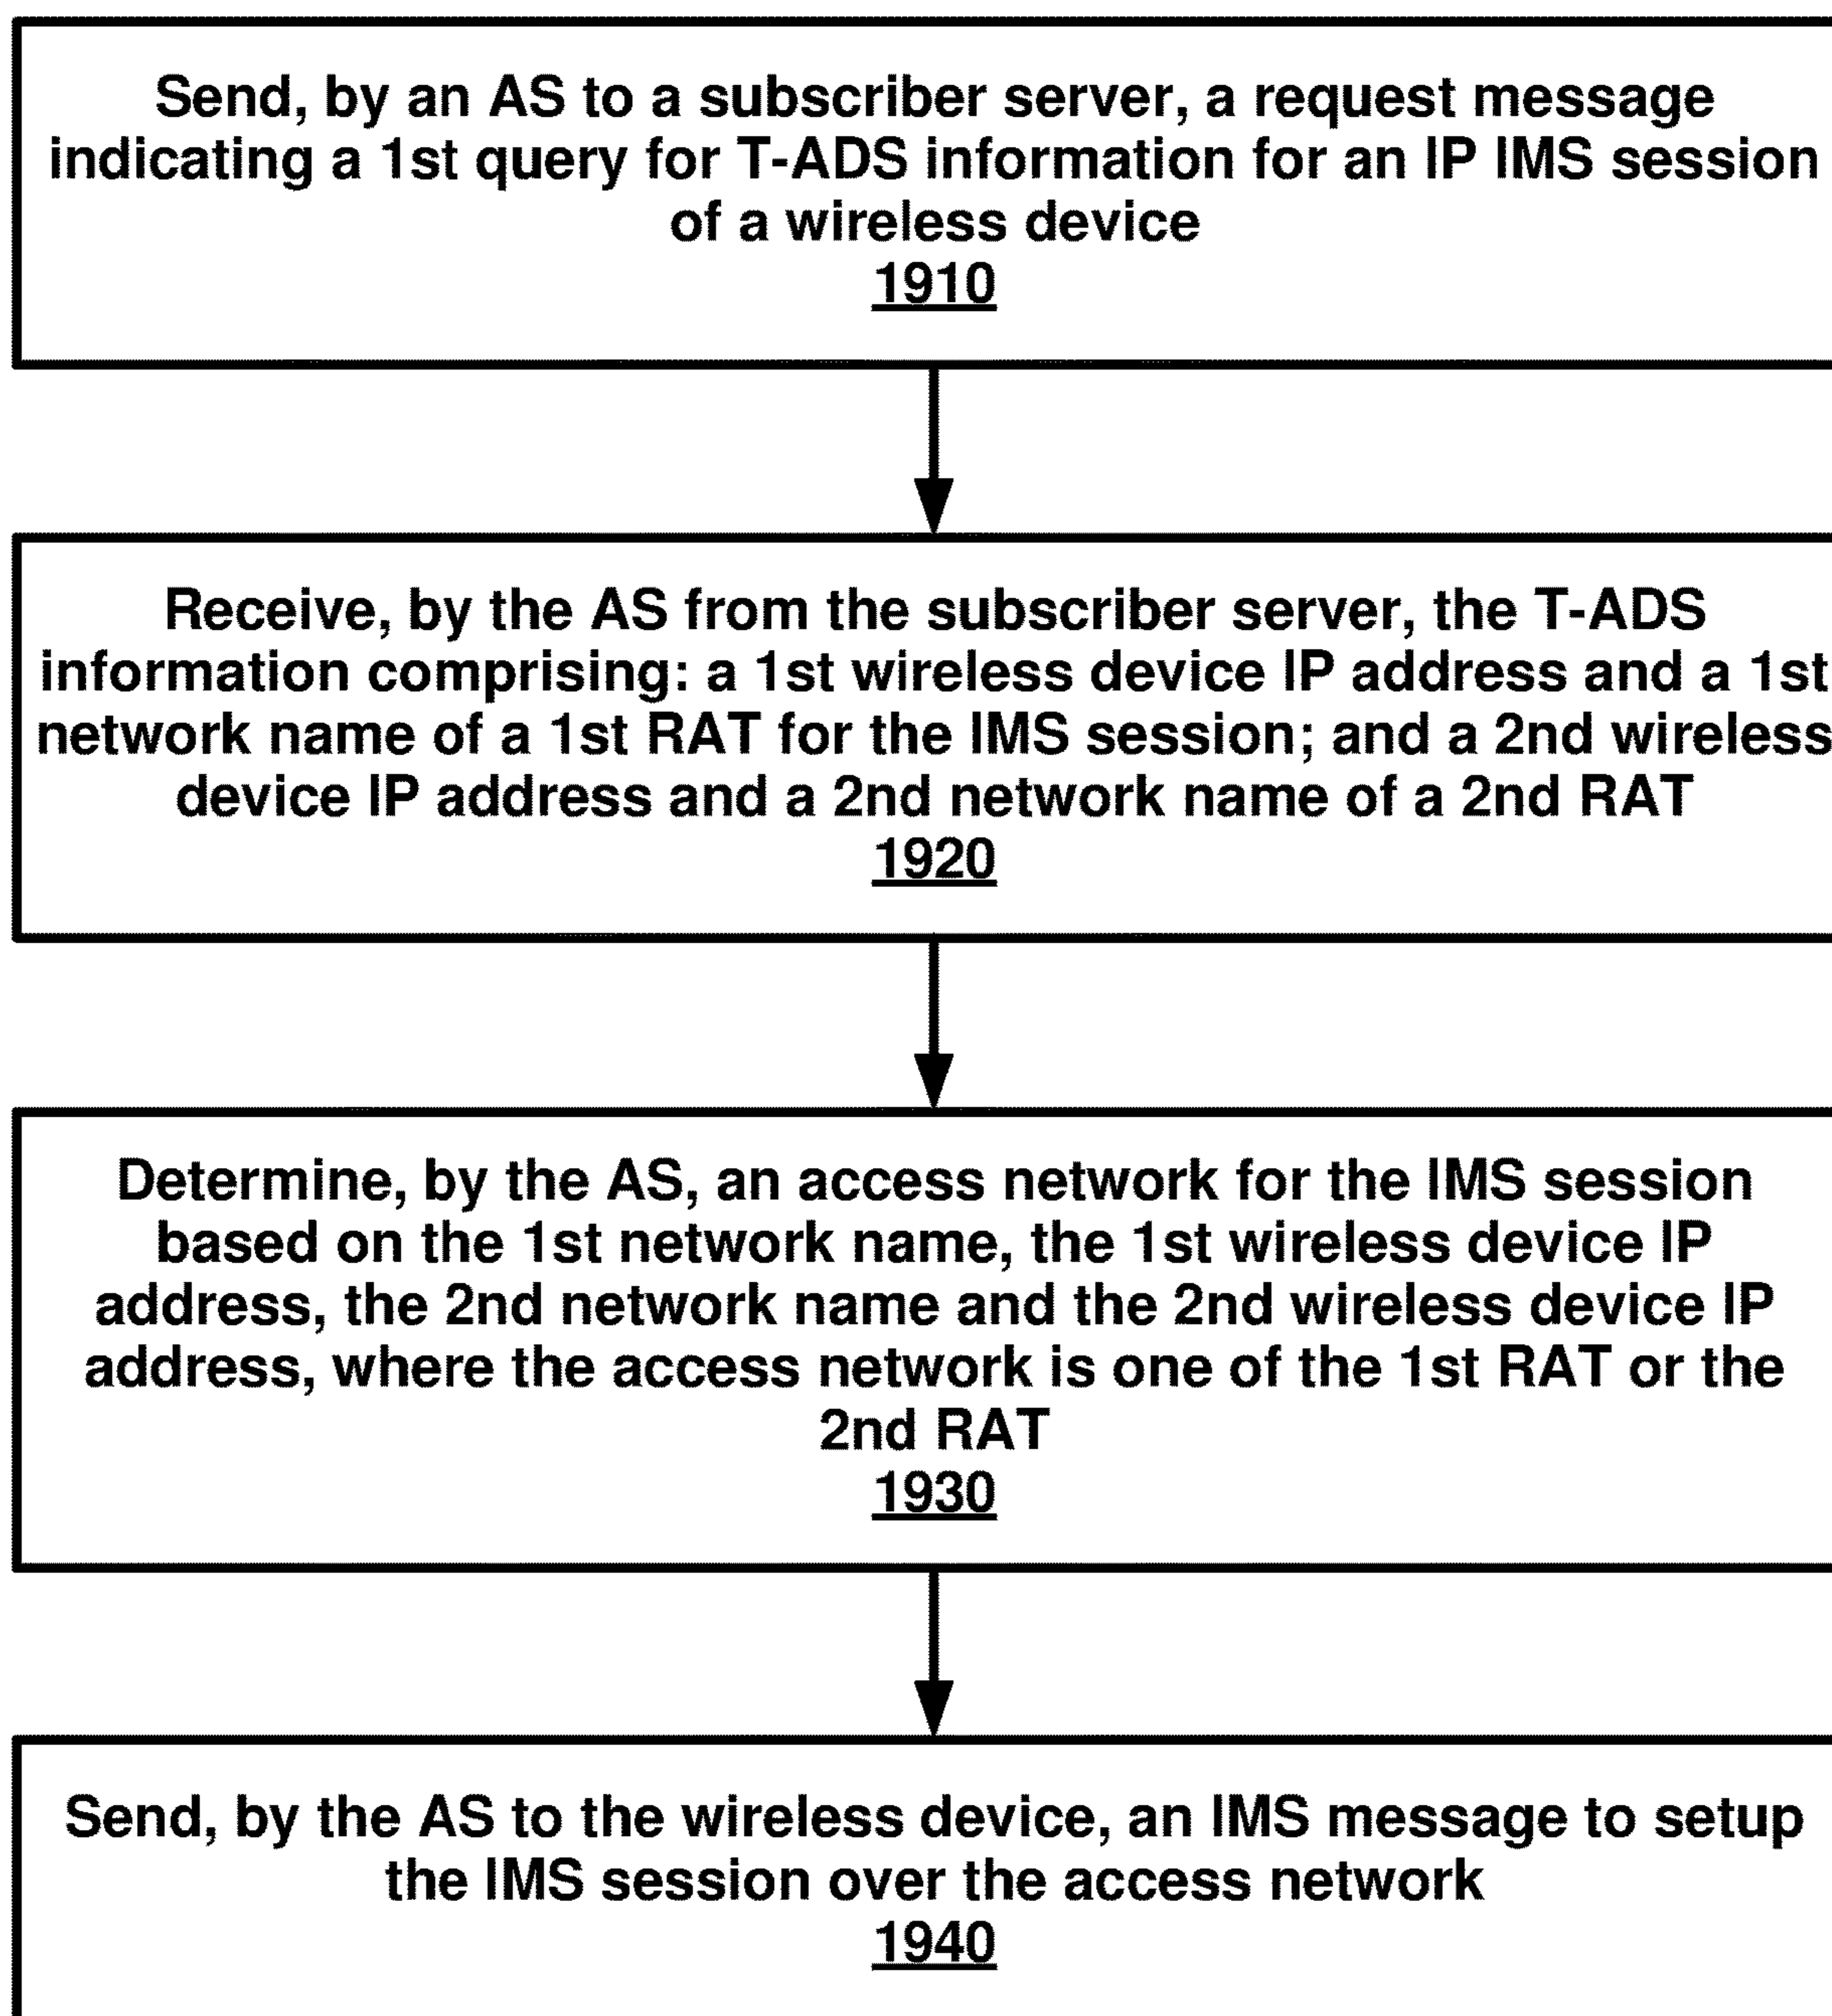 Send, by an AS to a subscriber server, a request message
indicating a 1st query for T-ADS information for an IP IMS session
of a wireless device
1910
Receive, by the AS from the subscriber server, the T-ADS
information comprising: a 1st wireless device IP address and a 1st
network name of a 1st RAT for the IMS session; and a 2nd wireless
device IP address and a 2nd network name of a 2nd RAT
1920
Determine, by the AS, an access network for the IMS session
based on the 1st network name, the 1st wireless device IP
address, the 2nd network name and the 2nd wireless device IP
address, where the access network is one of the 1st RAT or the
2nd RAT
1930
Send, by the AS to the wireless device, an IMS message to setup
the IMS session over the access network
1940